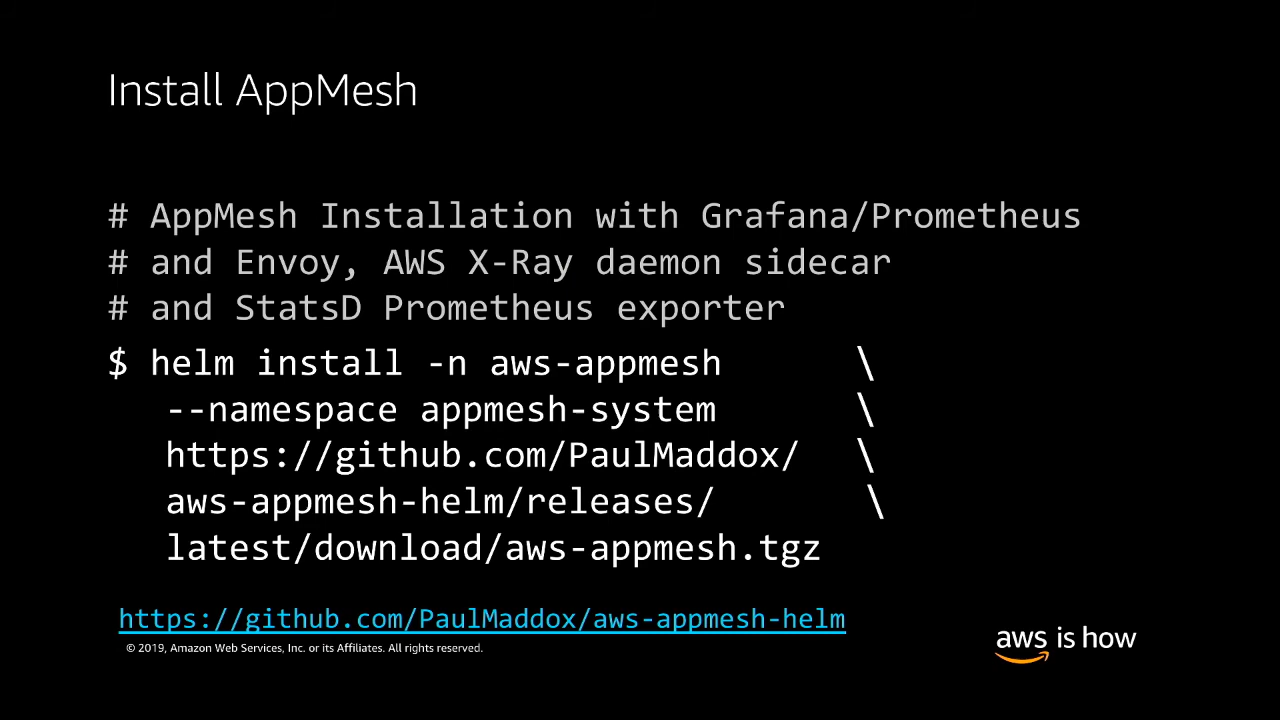 Install AppMesh
# AppMesh Installation with Grafana/Prometheus
# and Envoy, AWS X-Ray daemon sidecar
# and StatsD Prometheus exporter
$ helm install -n aws-appmesh \
--namespace appmesh-system \
https://github.com/PaulMaddox/ \
aws-appmesh-helm/releases/ \
latest/download/aws-appmesh.tgz
https://github.com/PaulMaddox/aws-appmesh-helm
© 2019, Amazon Web Services, Inc. or its Affiliates. All rights reserved.
aws is how